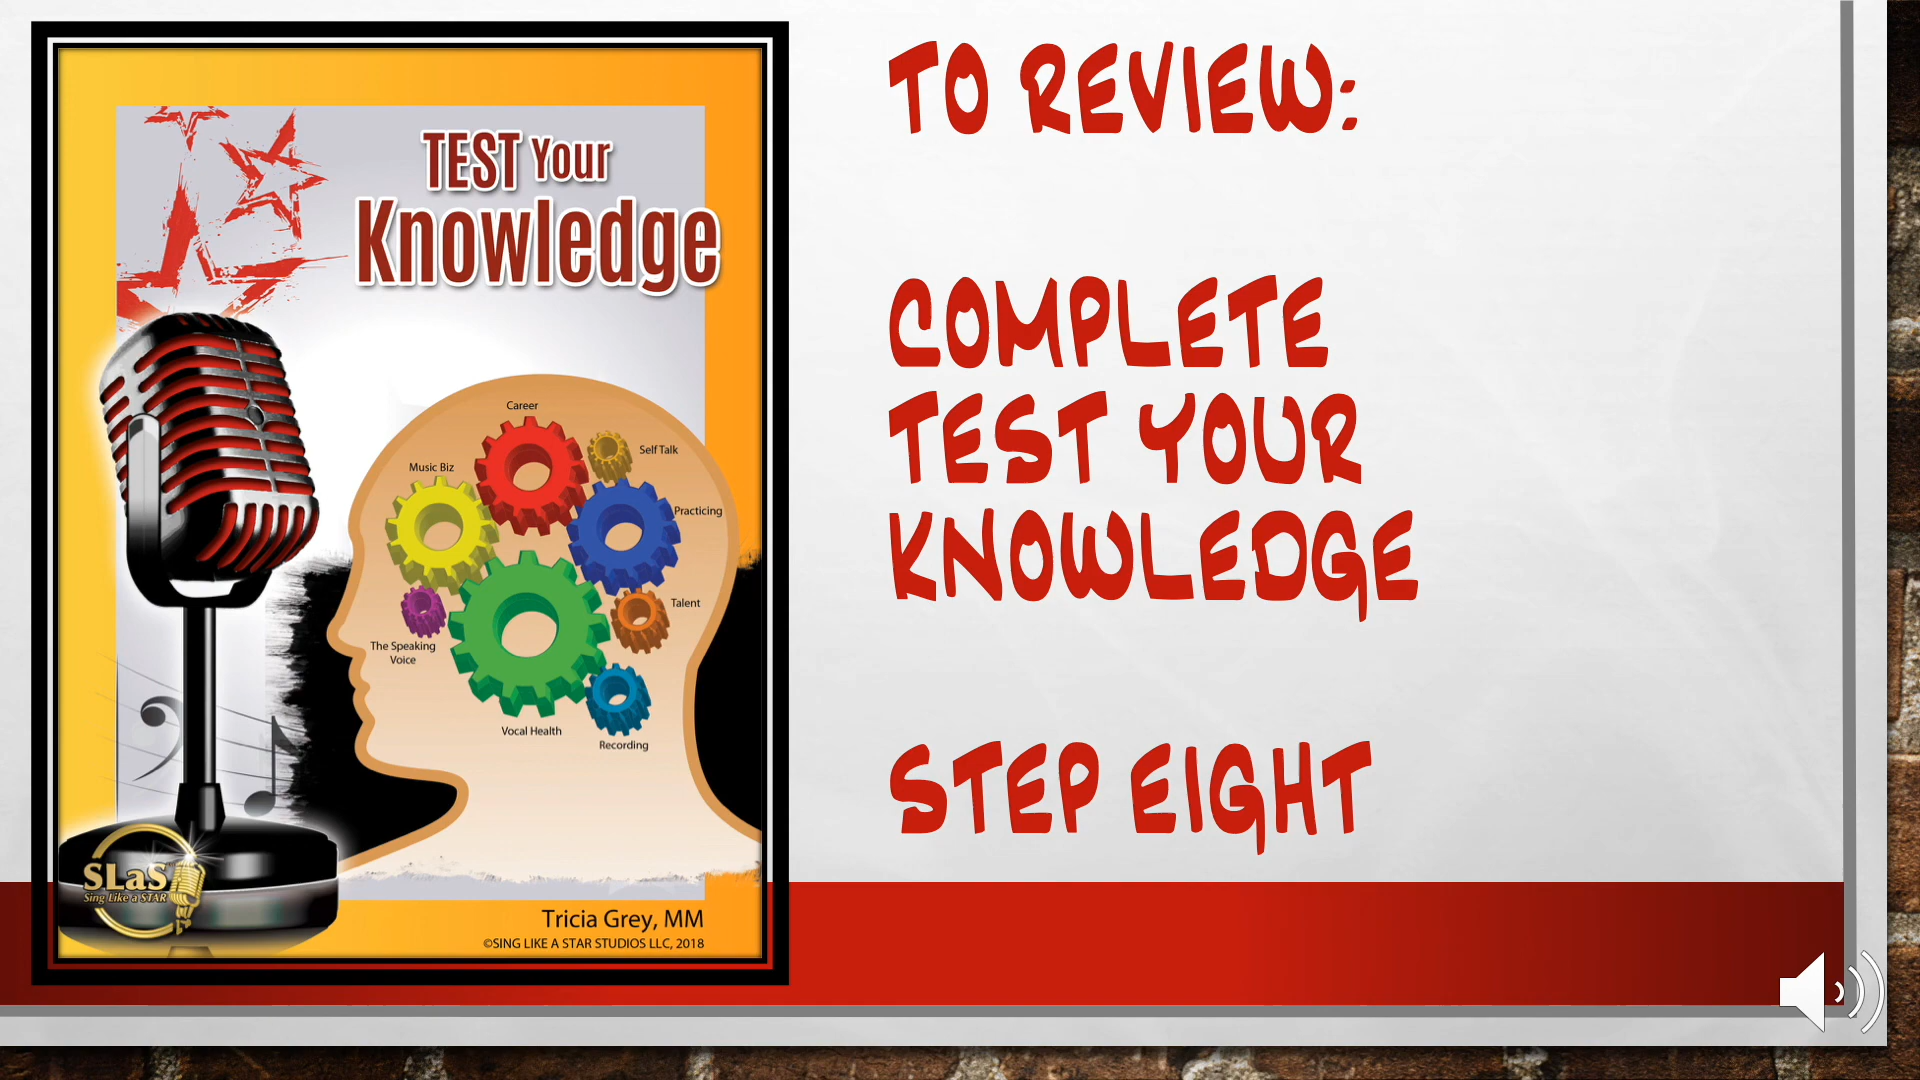 TEST Your
Knowledge
Career
Self Talk
Music Biz
Practicing
Talent
The Speaking
Voice
Vocal Health
Recording
SLaS
Sing Like a STAR
Tricia Grey, MM
©SING LIKE A STAR STUDIOS LLC, 2018
TO REVIEW:
COMPLETE
TEST YOUR
KNOWLEDGE
STEP EIGHT